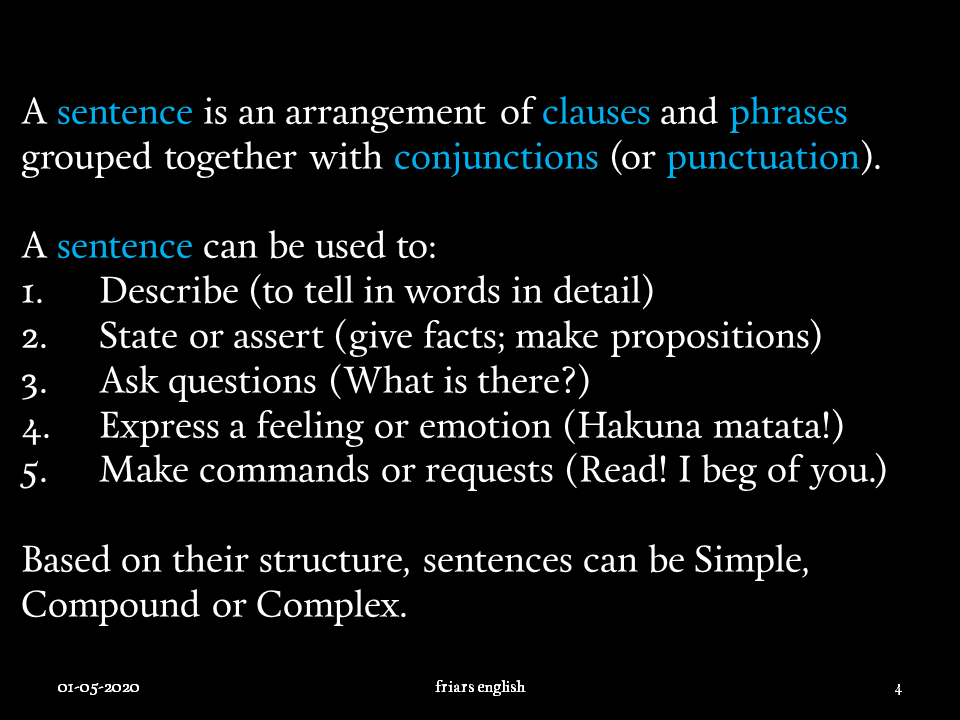 A sentence is an arrangement of clauses and phrases
grouped together with conjunctions (or punctuation).
A sentence can be used to:
1. Describe (to tell in words in detail)
2. State or assert (give facts; make propositions)
3. Ask questions (What is there?)
4. Express a feeling or emotion (Hakuna matata!)
5. Make commands or requests (Read! I beg of you.)
Based on their structure, sentences can be Simple,
Compound or Complex.
01-05-2020 friars english 4